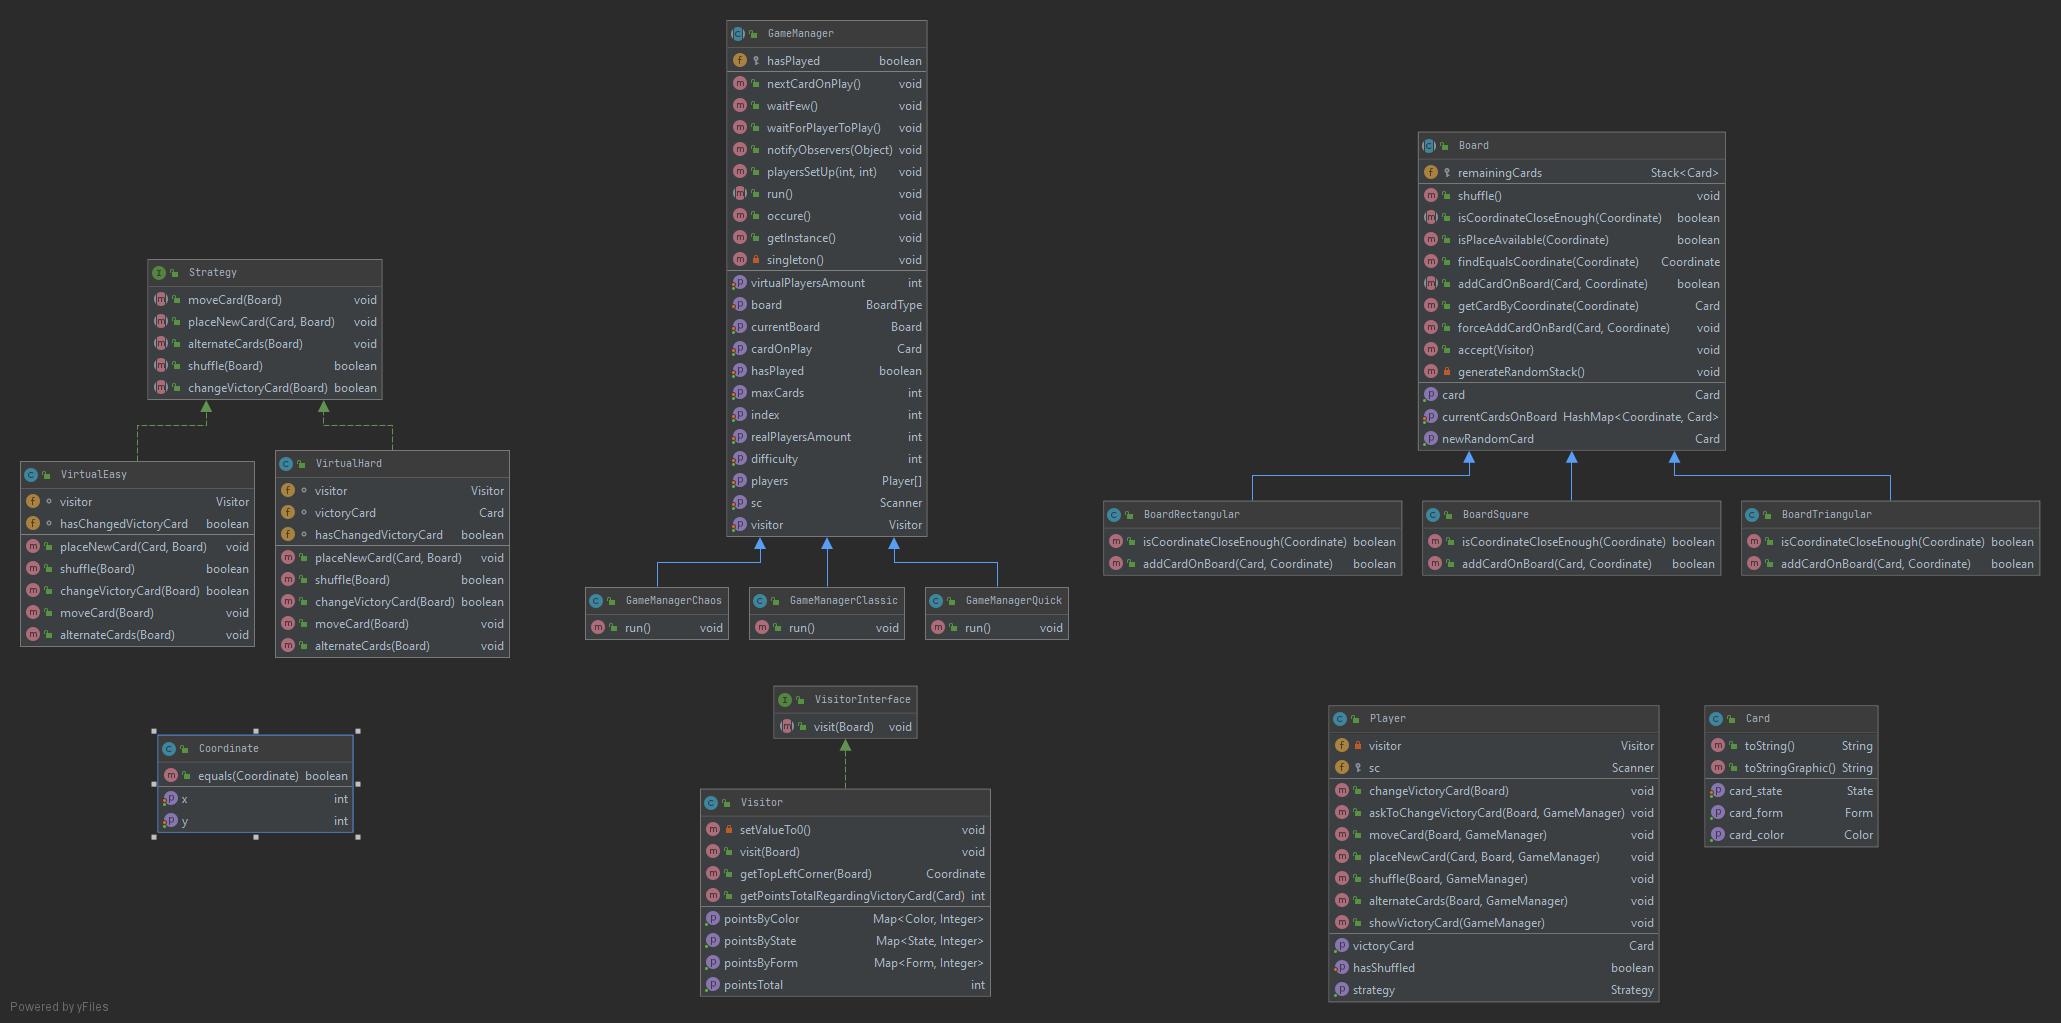 GameManager
hasPlayed boolean
nextCardOnPlay() void
waitFew() void
waitForPlayerToPlay() void
notifyObservers(Object) void
playersSetUp(int, int) void
run() void
occure() void
getInstance() void
singleton() void
virtualPlayersAmount int
board BoardType
currentBoard Board
cardOnPlay Card
hasPlayed boolean
maxCards int
index int
realPlayersAmount int
difficulty int
players Player[]
sc Scanner
visitor Visitor
Board
remainingCards Stack<Card>
shuffle() void
isCoordinateCloseEnough(Coordinate) boolean
isPlaceAvailable(Coordinate) boolean
findEqualsCoordinate(Coordinate) Coordinate
addCardOnBoard(Card, Coordinate) boolean
getCardByCoordinate(Coordinate) Card
forceAddCardOnBard(Card, Coordinate) void
accept(Visitor) void
generateRandomStack() void
card Card
currentCardsOnBoard HashMap<Coordinate, Card>
newRandomCard Card
Strategy
moveCard(Board) void
placeNewCard(Card, Board) void
alternateCards(Board) void
shuffle(Board) boolean
changeVictoryCard(Board) boolean
VirtualEasy
visitor Visitor
hasChangedVictoryCard boolean
placeNewCard(Card, Board) void
shuffle(Board) boolean
changeVictoryCard(Board) boolean
moveCard(Board) void
alternateCards(Board) void
VirtualHard
visitor Visitor
victoryCard Card
hasChangedVictoryCard boolean
placeNewCard(Card, Board) void
shuffle(Board) boolean
changeVictoryCard(Board) boolean
moveCard(Board) void
alternateCards(Board) void
GameManagerChaos
run() void
GameManagerClassic
run() void
GameManagerQuick
run() void
BoardRectangular
isCoordinateCloseEnough(Coordinate) boolean
addCardOnBoard(Card, Coordinate) boolean
BoardSquare
isCoordinateCloseEnough(Coordinate) boolean
addCardOnBoard(Card, Coordinate) boolean
BoardTriangular
isCoordinateCloseEnough(Coordinate) boolean
addCardOnBoard(Card, Coordinate) boolean
Coordinate
equals(Coordinate) boolean
x int
y int
VisitorInterface
visit(Board) void
Visitor
setValueTo0() void
visit(Board) void
getTopLeftCorner(Board) Coordinate
getPointsTotalRegardingVictoryCard(Card) int
pointsByColor Map<Color, Integer>
pointsByState Map<State, Integer>
pointsByForm Map<Form, Integer>
pointsTotal int
Player
visitor Visitor
sc Scanner
changeVictoryCard(Board) void
askToChangeVictoryCard(Board, GameManager) void
moveCard(Board, GameManager) void
placeNewCard(Card, Board, GameManager) void
shuffle(Board, GameManager) void
alternateCards(Board, GameManager) void
showVictoryCard(GameManager) void
victoryCard Card
hasShuffled boolean
strategy Strategy
Card
toString() String
toStringGraphic() String
card_state State
card_form Form
card_color Color
Powered by yFiles